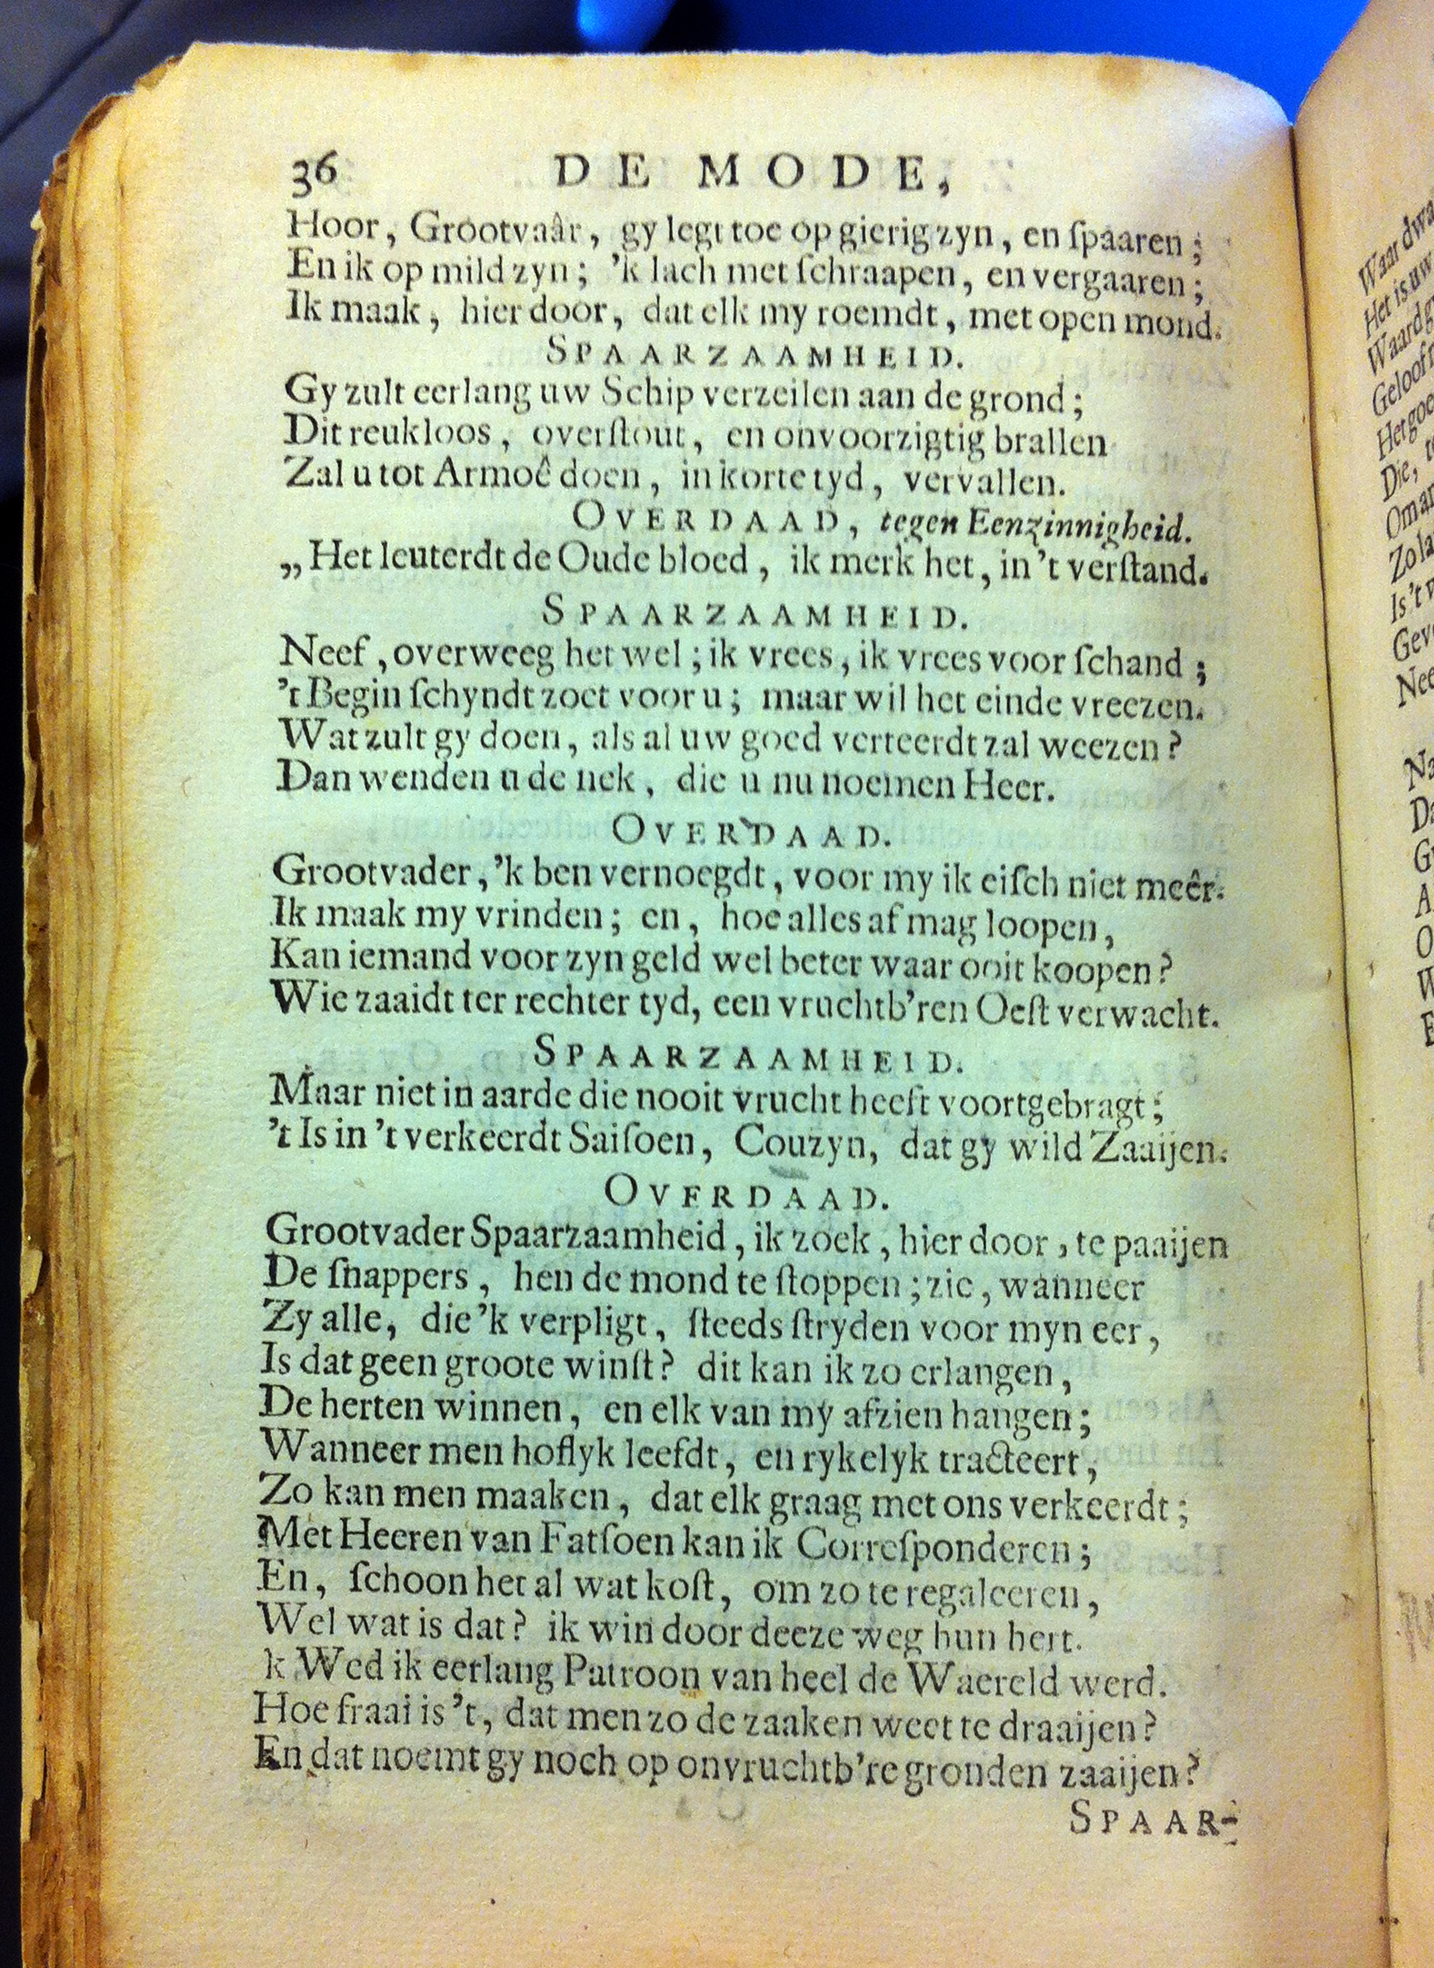 36 DE MODE,
Hoor, Grootvaâr, gy legt toe op gierig zyn, en ſpaaren;
En ik op mild zyn; 'k lach met ſchraapen, en vergaaren;
Ik maak, hier door, dat elk my roemdt, met open mond.
SPAARZAAMHEID.
Gy zult eerlang uw Schip verzeilen aan de grond;
Dit reukloos, overſtout, en onvoorzigtig brallen
Zal u tot Armoê doen, in korte tyd, vervallen.
OVERDAAD, tegen Eenzinnigheid.
„Het leuterdt de Oude bloed, ik merk het, in 't verſtand.
SPAARZAAMHEID.
Neef, overweeg het wel; ik vrees, ik vrees voor ſchand;
't Begin ſchyndt zoet voor u; maar wil het einde vreezen.
Wat zult gy doen, als al uw goed verteerdt zal weezen?
Dan wenden u de nek, die u nu noemen Heer.
OVERDAAD.
Grootvader, 'k ben vernoegdt, voor my ik eiſch niet meêr.
Ik maak my vrinden; en, hoe alles af mag loopen,
Kan iemand voor zyn geld wel beter waar ooit koopen?
Wie zaaidt ter rechter tyd, een vruchtb'ren Oeſt verwacht.
SPAARZAAMHEID.
Maar niet in aarde die nooit vrucht heeft voortgebragt;
't Is in 't verkeerdt Saiſoen, Couzyn, dat gy wild Zaaijen.
OVERDAAD.
Grootvader Spaarzaamheid, ik zoek, hier door, te paaijen
De ſnappers, hen de mond te ſtoppen; zie, wanneer
Zy alle, die 'k verpligt, ſteeds ſtryden voor myn eer,
Is dat geen groote winſt? dit kan ik zo erlangen,
De herten winnen, en elk van my afzien hangen;
Wanneer men hoflyk leefdt, en rykelyk tracteert,
Zo kan men maaken, dat elk graag met ons verkeerdt;
Met Heeren van Fatſoen kan ik Correſponderen;
En, ſchoon het al wat koſt, om zo te regaleeren,
Wel wat is dat? ik win door deeze weg hun hert.
k Wed ik eerlang Patroon van heel de Waereld werd.
Hoe fraai is 't, dat men zo de zaaken weet te draaijen?
En dat noemt gy noch op onvruchtb're gronden zaaijen?
SPAAR-